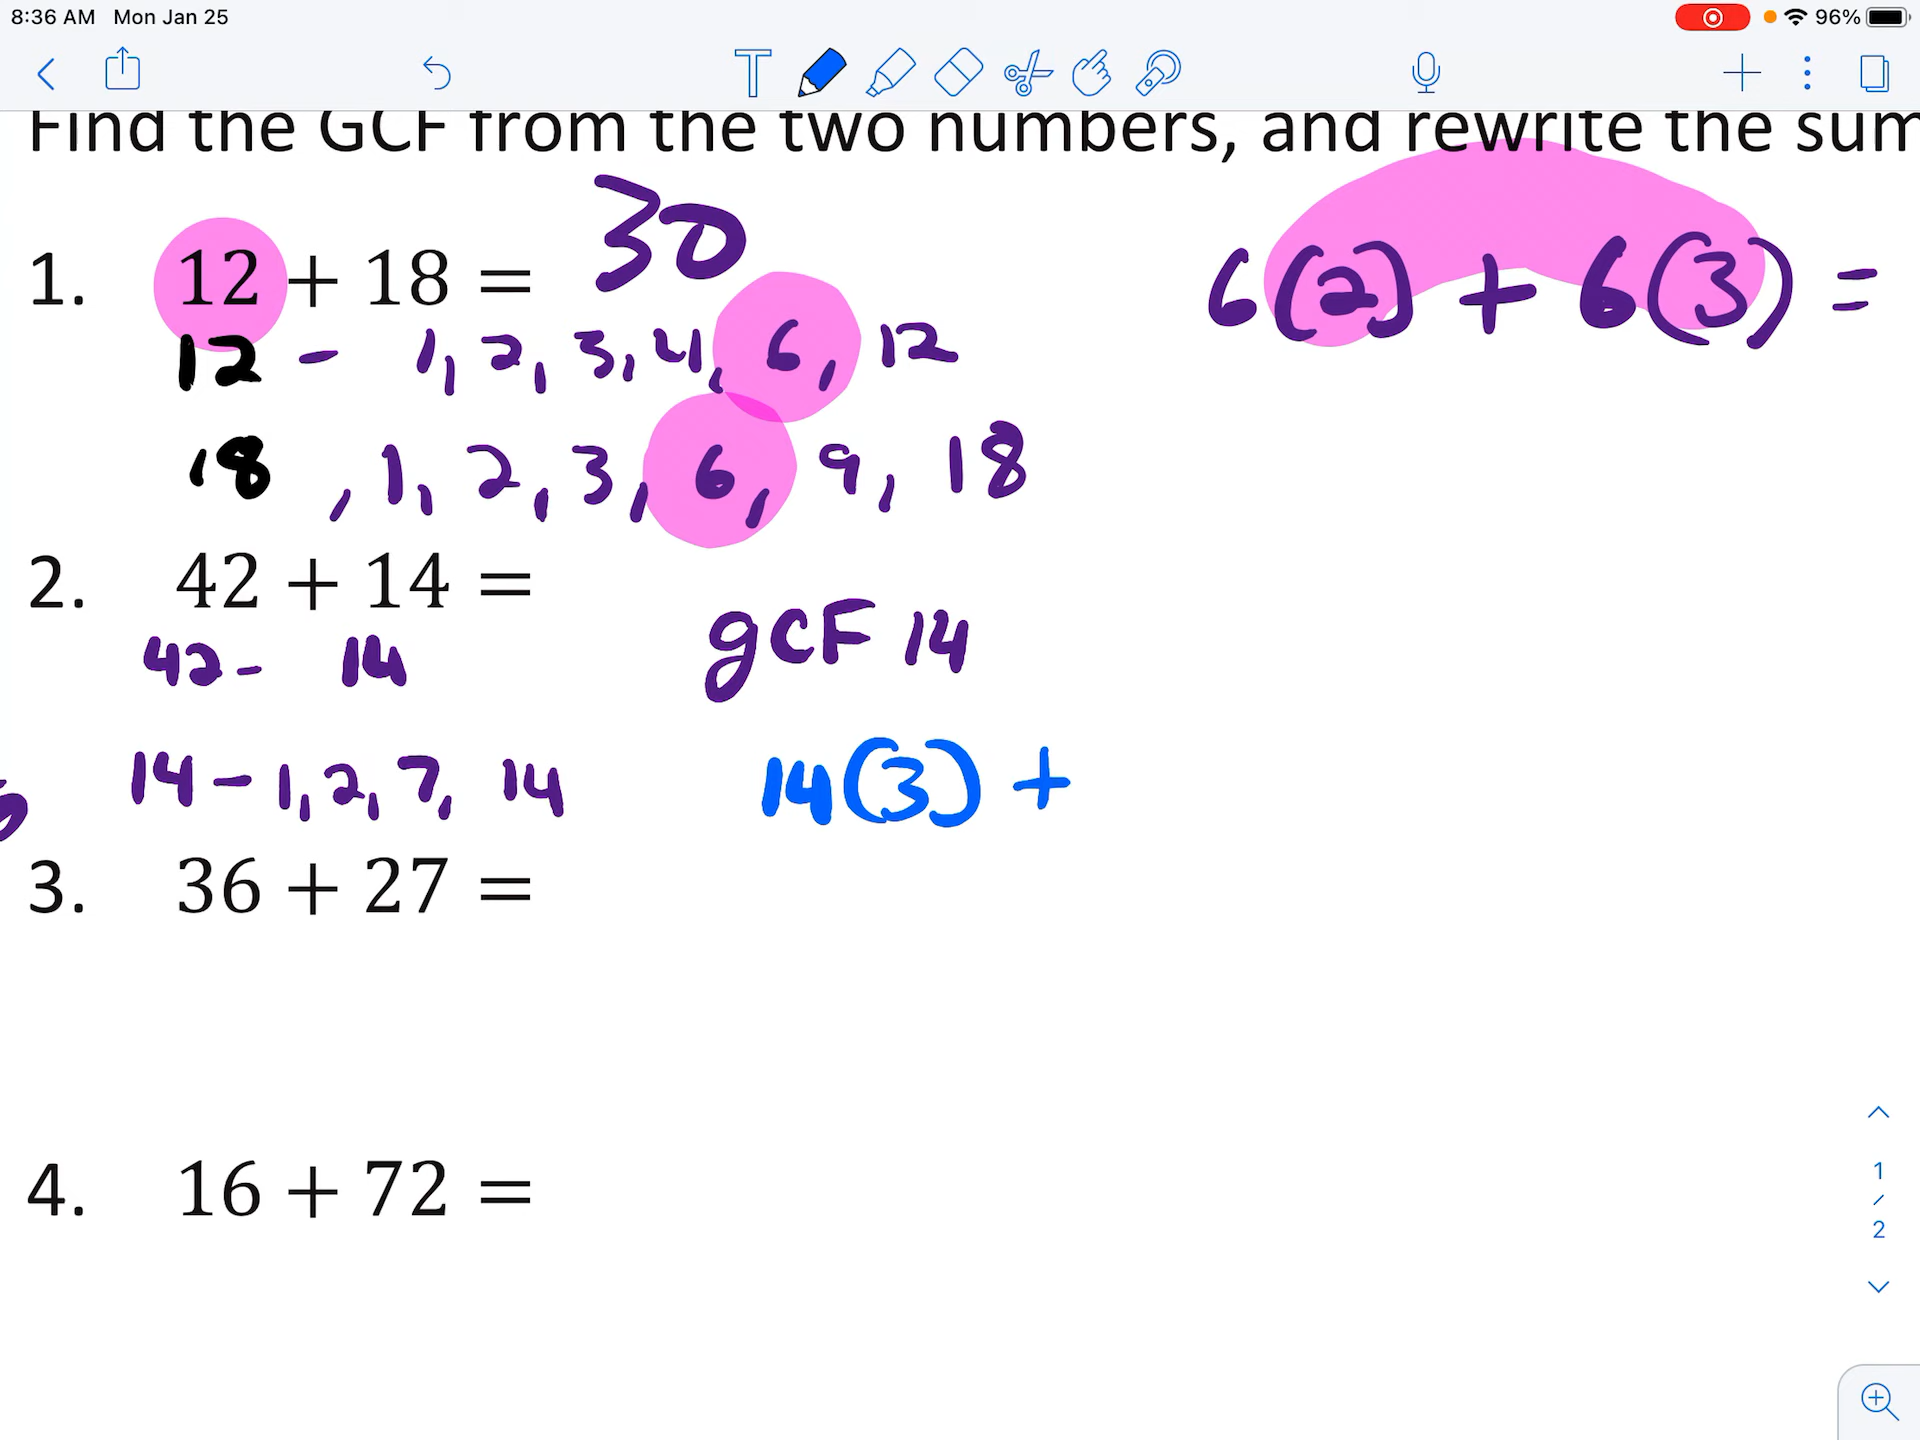 8:36 AM Mon Jan 25 96%
T
Find the GCF from the two numbers, and rewrite the sum
1. 12 + 18 = 30 6(2) + 6(3) =
12 - 1, 2, 3, 4, 6, 12
18 , 1, 2, 3, 6, 9, 18
2. 42 + 14 =
gCF 14
42 - 14
14 - 1, 2, 7, 14 14(3) +
3. 36 + 27 =
4. 16 + 72 =
1
/
2